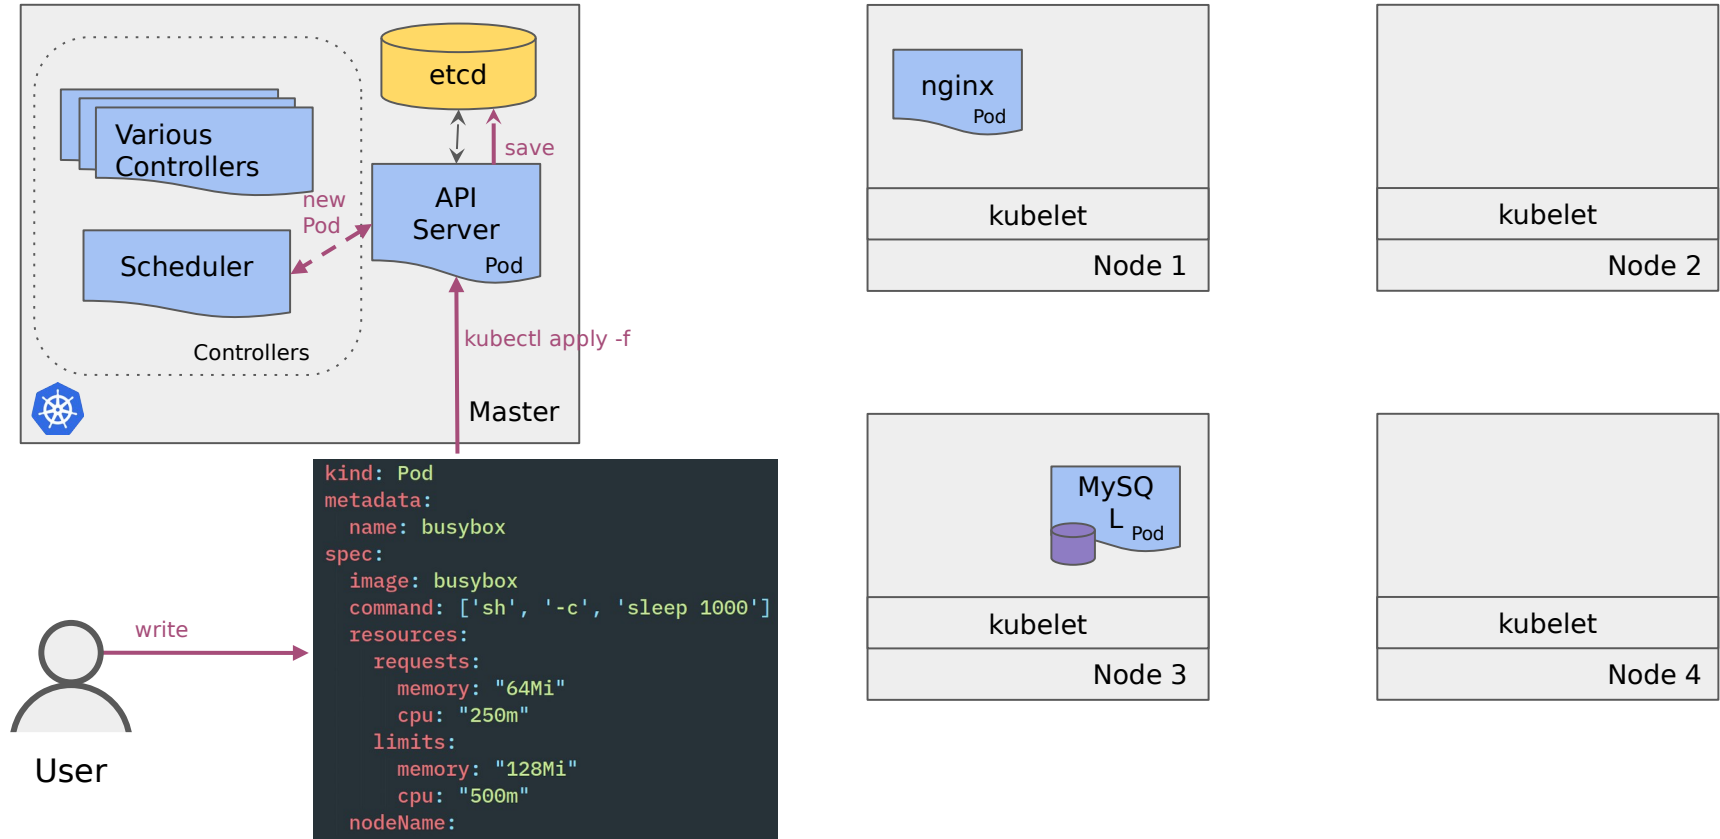 etcd
Various
Controllers
save
new
Pod
API
Server
Pod
Scheduler
Controllers
kubectl apply -f
Master
kind: Pod
metadata:
  name: busybox
spec:
  image: busybox
  command: ['sh', '-c', 'sleep 1000']
  resources:
    requests:
      memory: "64Mi"
      cpu: "250m"
    limits:
      memory: "128Mi"
      cpu: "500m"
  nodeName:
write
User
nginx
Pod
kubelet
Node 1
kubelet
Node 2
MySQ
L
Pod
kubelet
Node 3
kubelet
Node 4